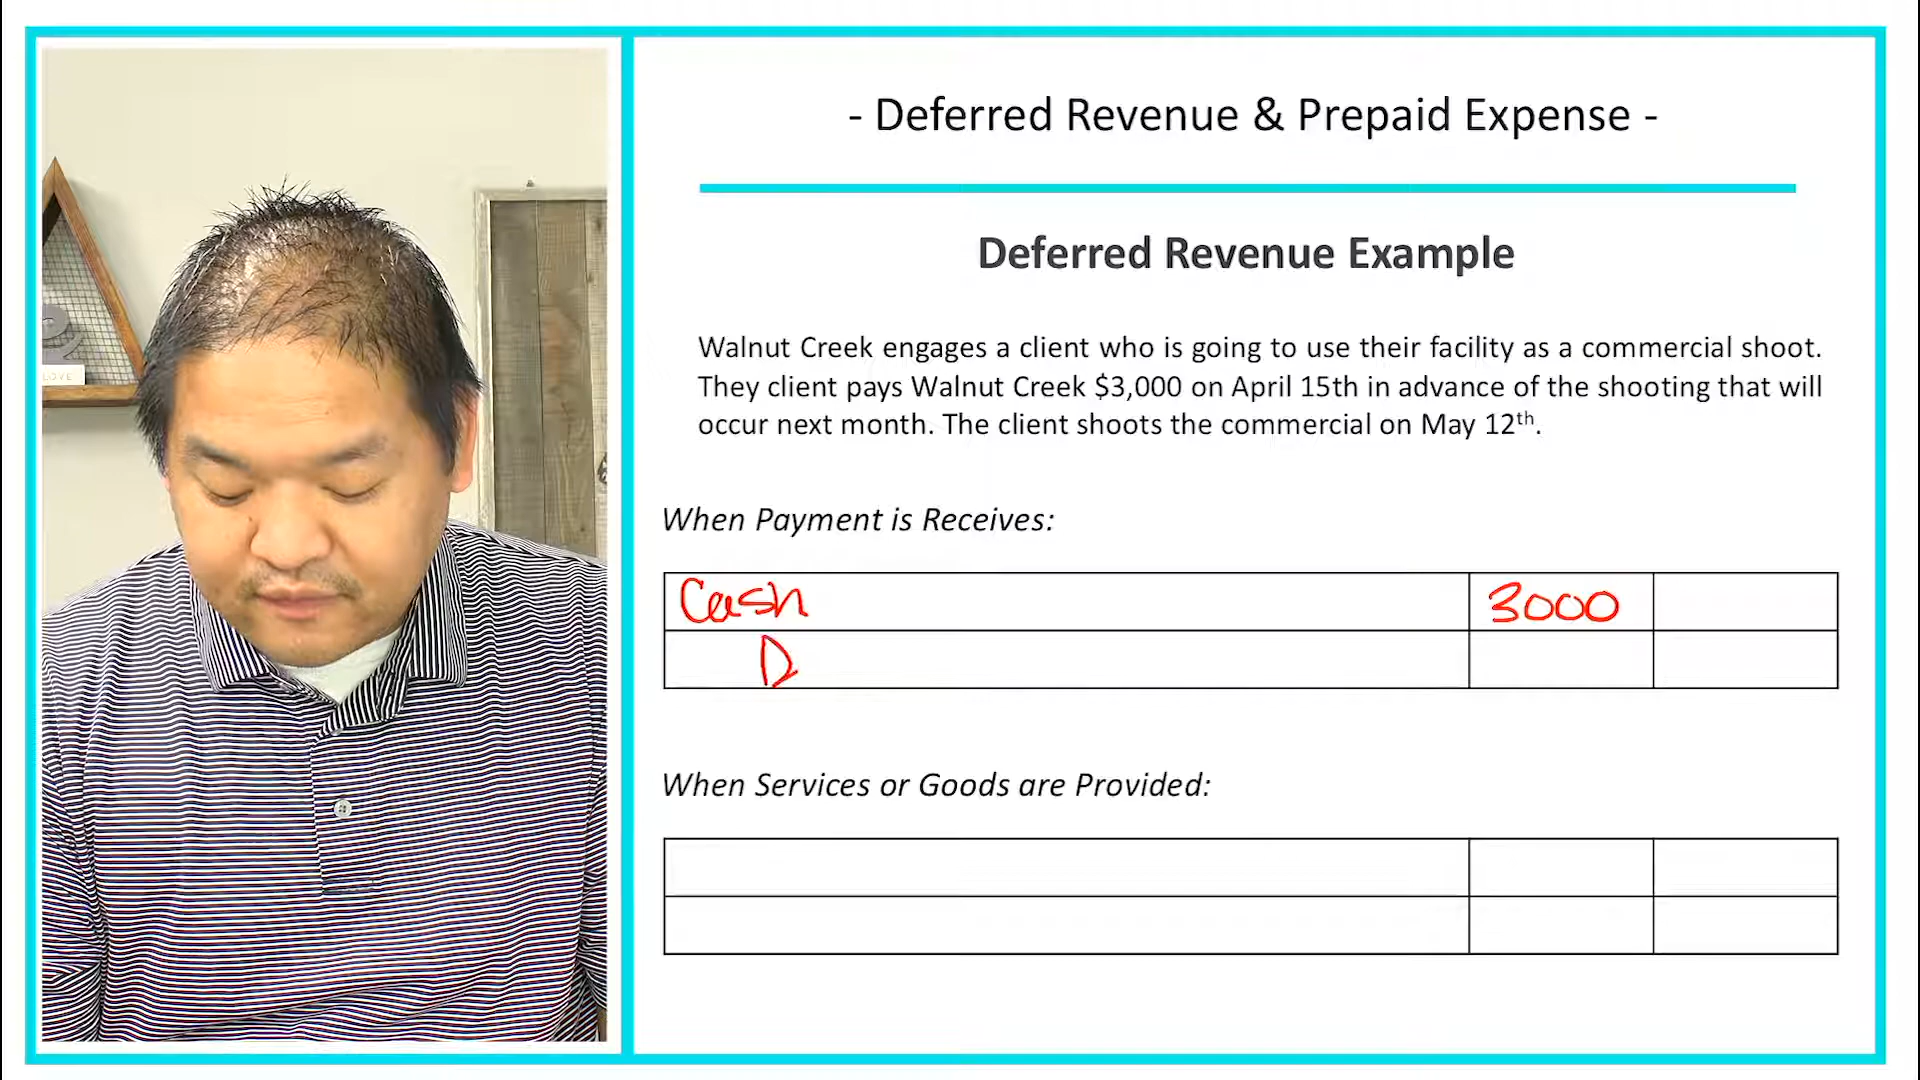 - Deferred Revenue & Prepaid Expense -
Deferred Revenue Example
Walnut Creek engages a client who is going to use their facility as a commercial shoot.
They client pays Walnut Creek $3,000 on April 15th in advance of the shooting that will
occur next month. The client shoots the commercial on May 12th.
When Payment is Receives:
Cash 3000
D
When Services or Goods are Provided:
LOVE